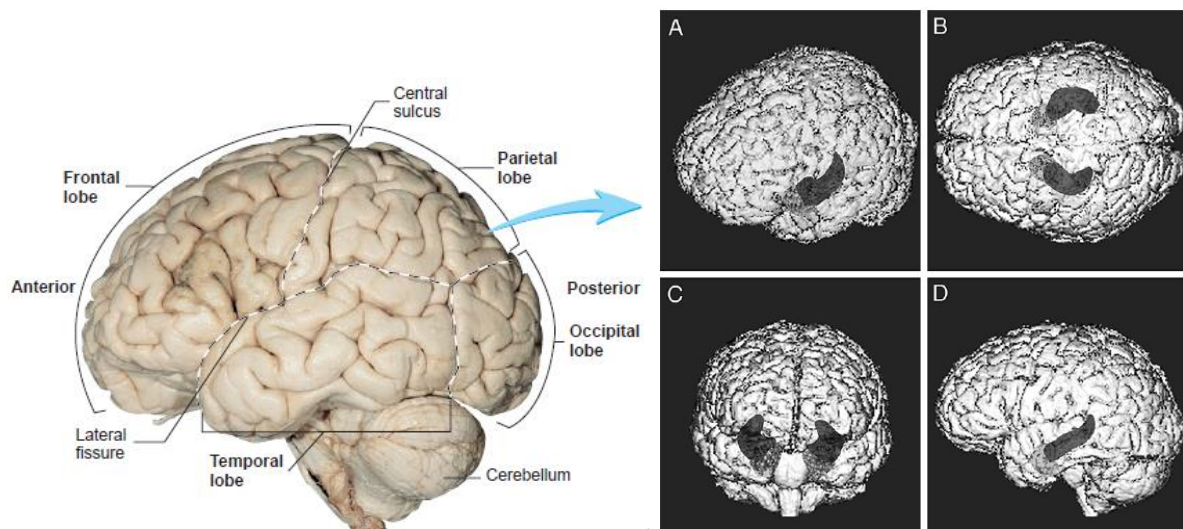 Central
sulcus
Frontal
lobe
Parietal
lobe
Anterior
Posterior
Occipital
lobe
Lateral
fissure
Temporal
lobe
Cerebellum
A
B
C
D